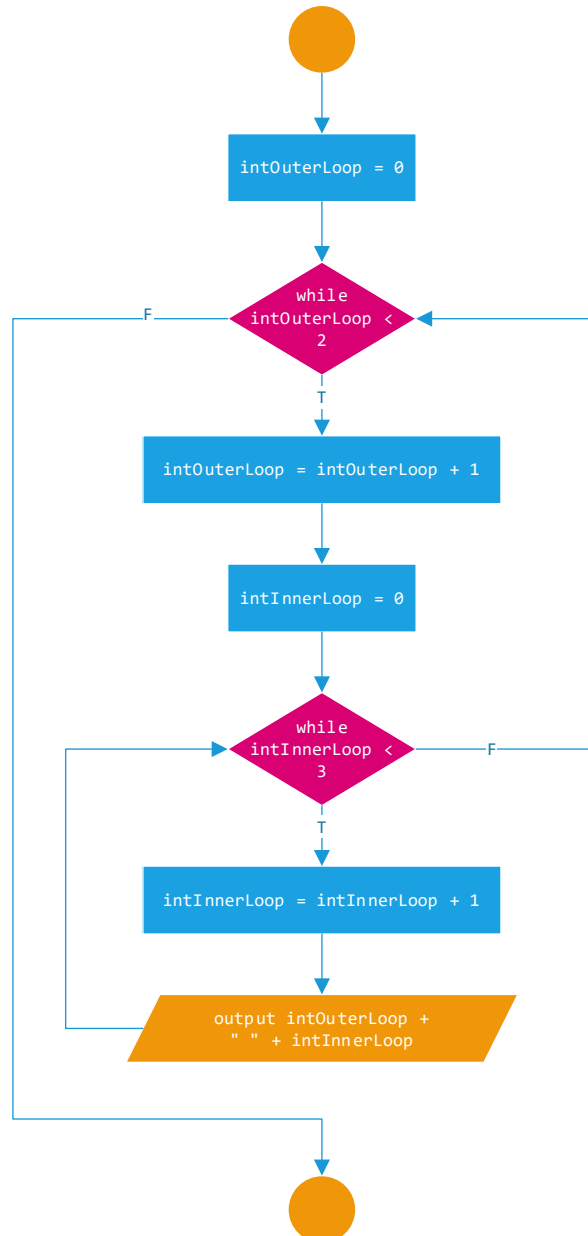 intOuterLoop = 0
while
intOuterLoop <
2
F
T
intOuterLoop = intOuterLoop + 1
intInnerLoop = 0
while
intInnerLoop <
3
F
T
intInnerLoop = intInnerLoop + 1
output intOuterLoop +
" " + intInnerLoop